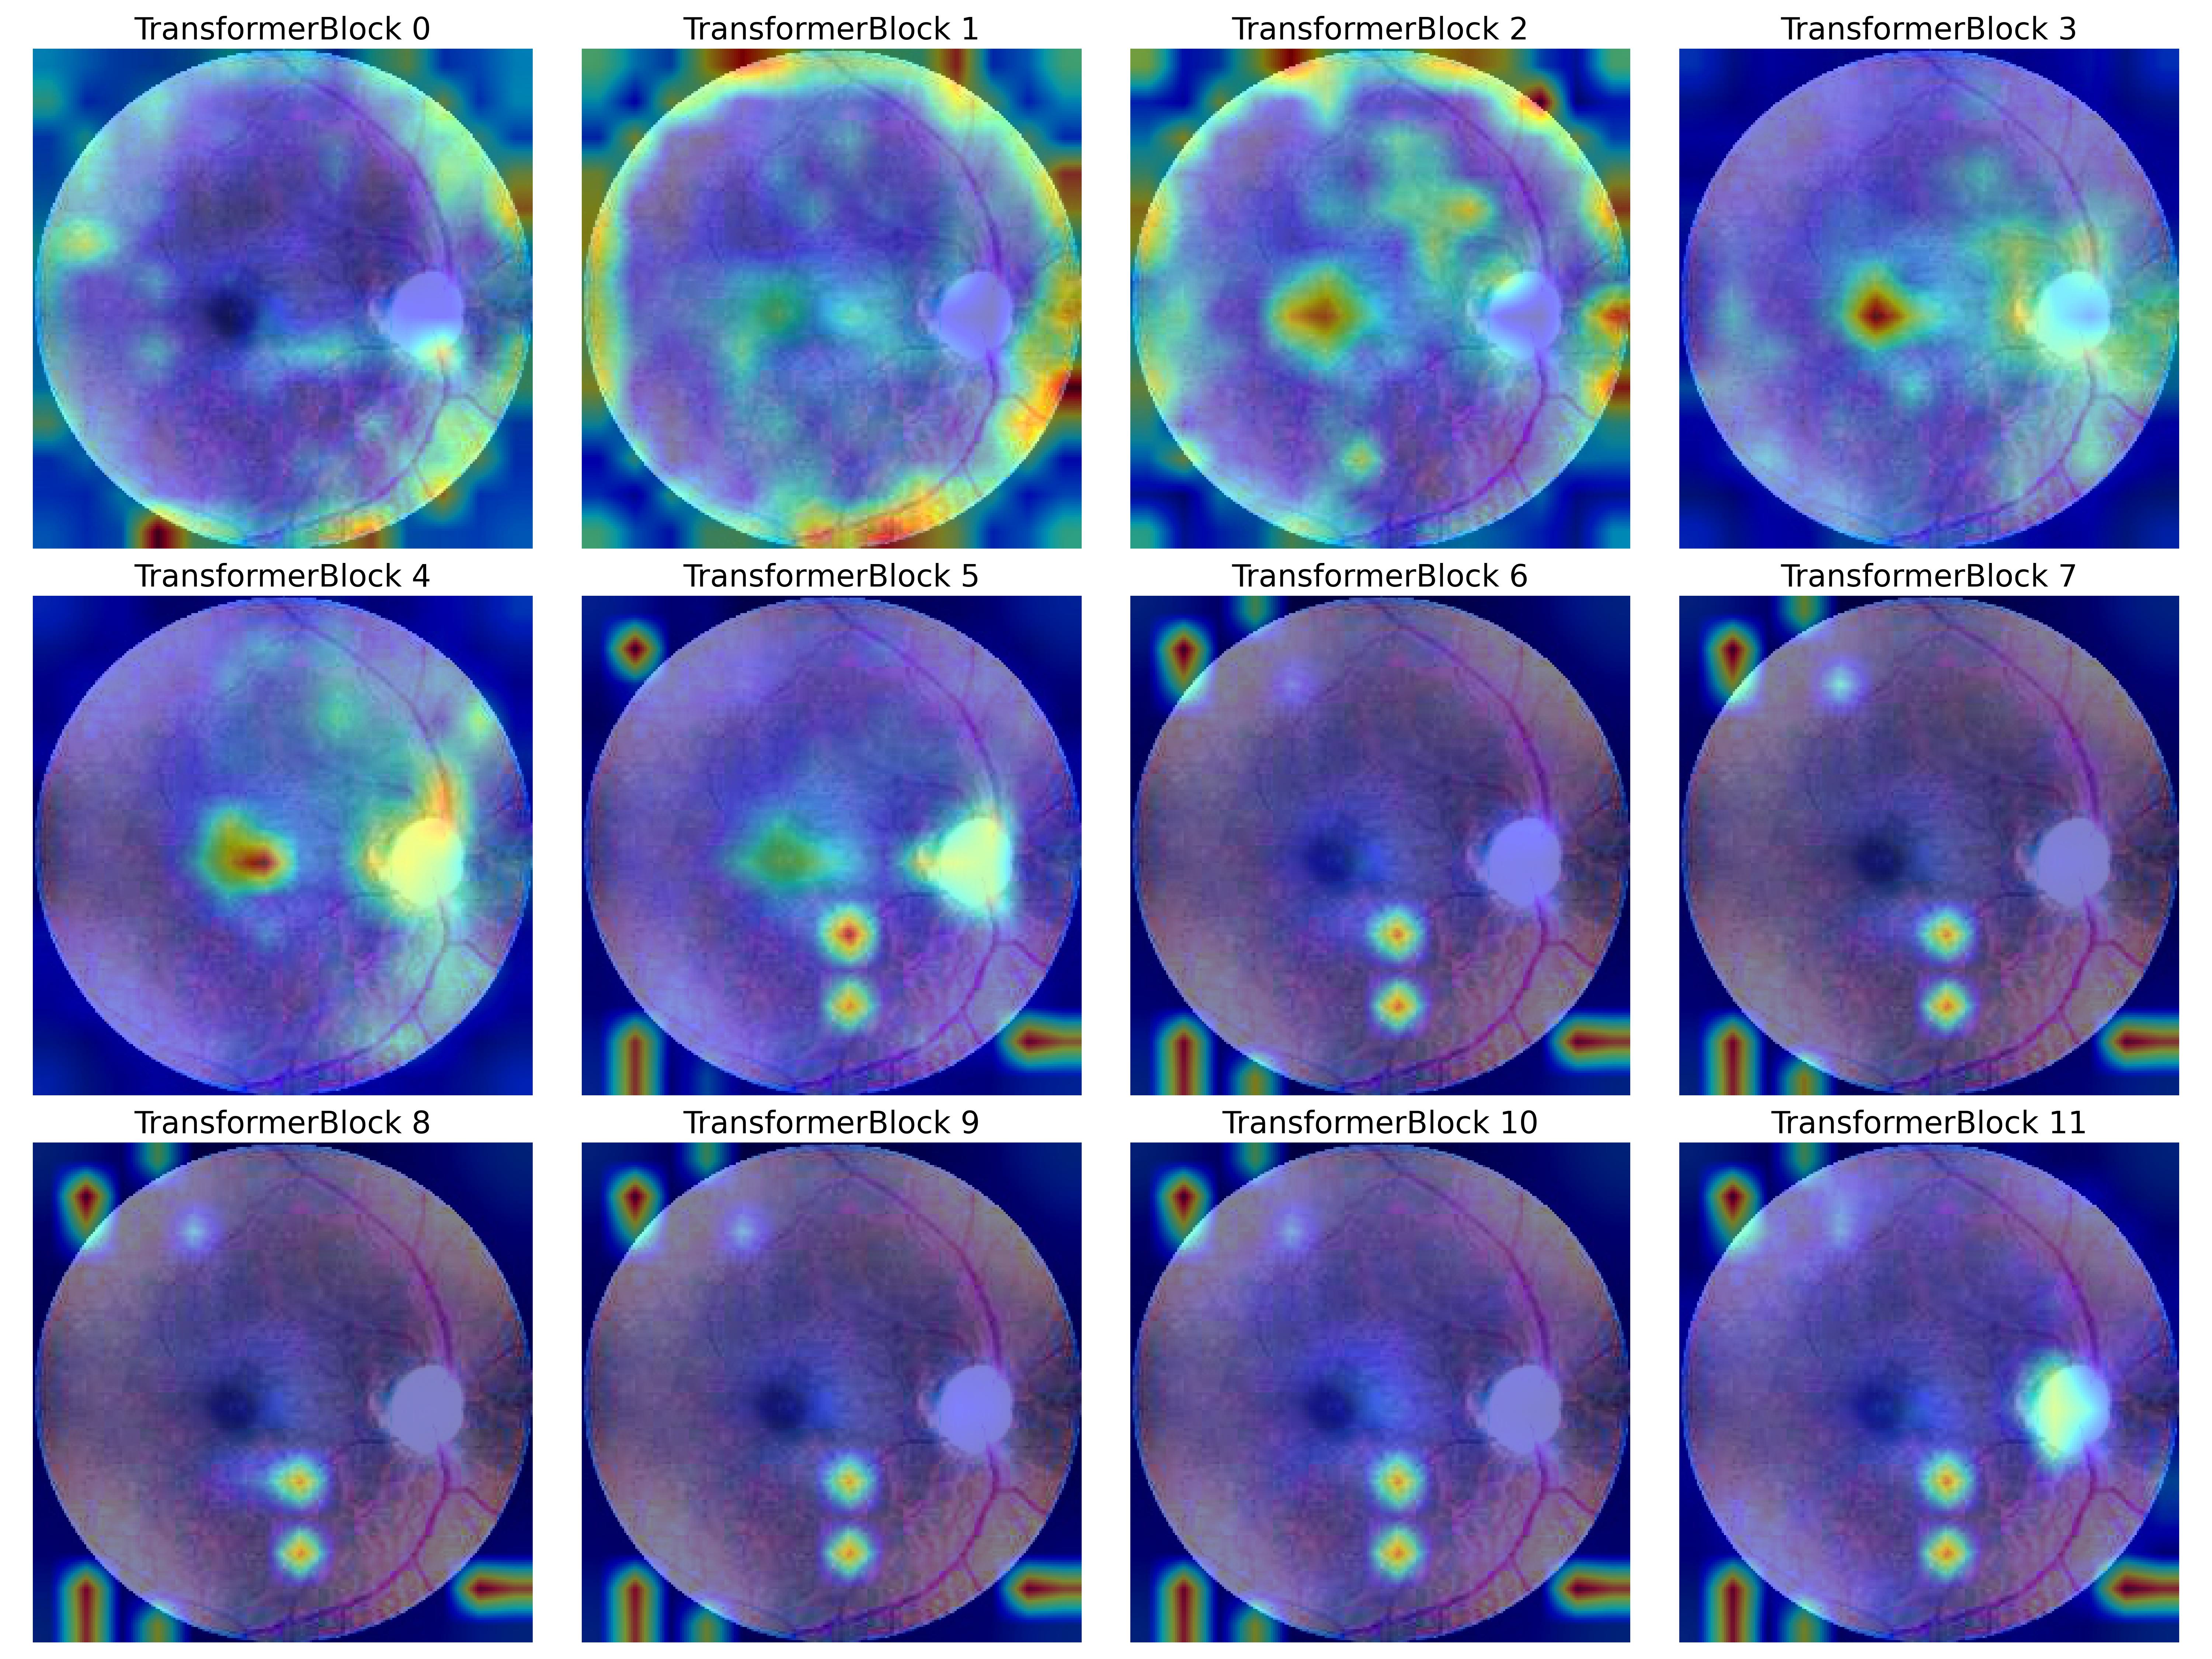 TransformerBlock 0
TransformerBlock 1
TransformerBlock 2
TransformerBlock 3
TransformerBlock 4
TransformerBlock 5
TransformerBlock 6
TransformerBlock 7
TransformerBlock 8
TransformerBlock 9
TransformerBlock 10
TransformerBlock 11